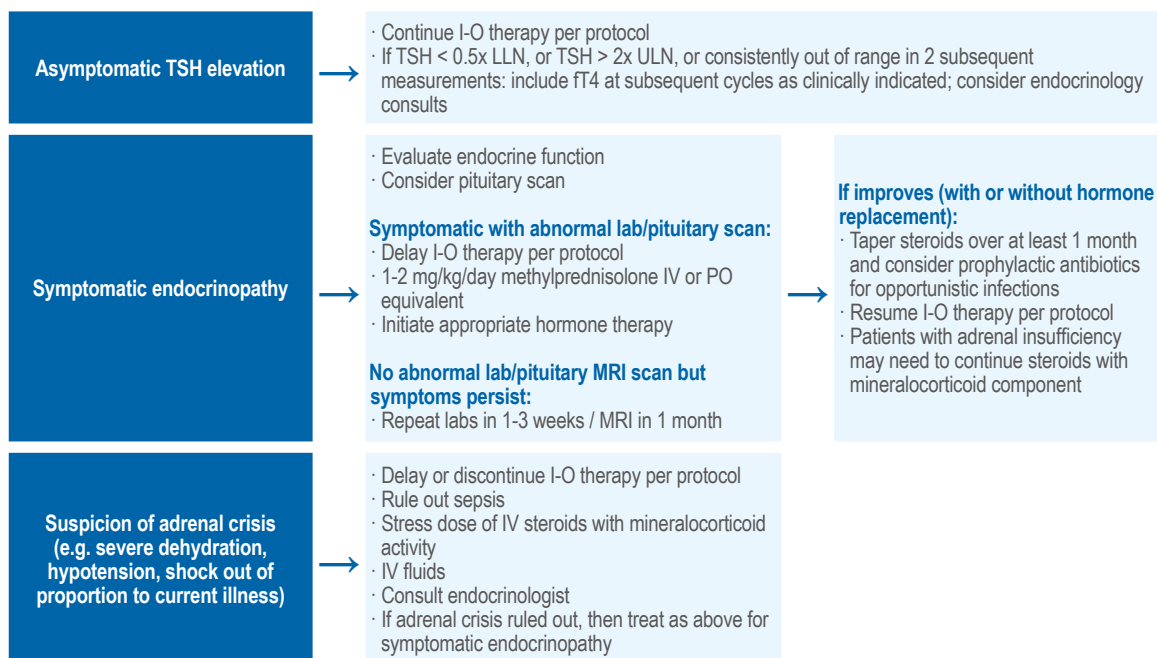 Asymptomatic TSH elevation
· Continue I-O therapy per protocol
· If TSH < 0.5x LLN, or TSH > 2x ULN, or consistently out of range in 2 subsequent
measurements: include fT4 at subsequent cycles as clinically indicated; consider endocrinology
consults
Symptomatic endocrinopathy
· Evaluate endocrine function
· Consider pituitary scan
Symptomatic with abnormal lab/pituitary scan:
· Delay I-O therapy per protocol
· 1-2 mg/kg/day methylprednisolone IV or PO
equivalent
· Initiate appropriate hormone therapy
No abnormal lab/pituitary MRI scan but
symptoms persist:
· Repeat labs in 1-3 weeks / MRI in 1 month
If improves (with or without hormone
replacement):
· Taper steroids over at least 1 month
and consider prophylactic antibiotics
for opportunistic infections
· Resume I-O therapy per protocol
· Patients with adrenal insufficiency
may need to continue steroids with
mineralocorticoid component
Suspicion of adrenal crisis
(e.g. severe dehydration,
hypotension, shock out of
proportion to current illness)
· Delay or discontinue I-O therapy per protocol
· Rule out sepsis
· Stress dose of IV steroids with mineralocorticoid
activity
· IV fluids
· Consult endocrinologist
· If adrenal crisis ruled out, then treat as above for
symptomatic endocrinopathy